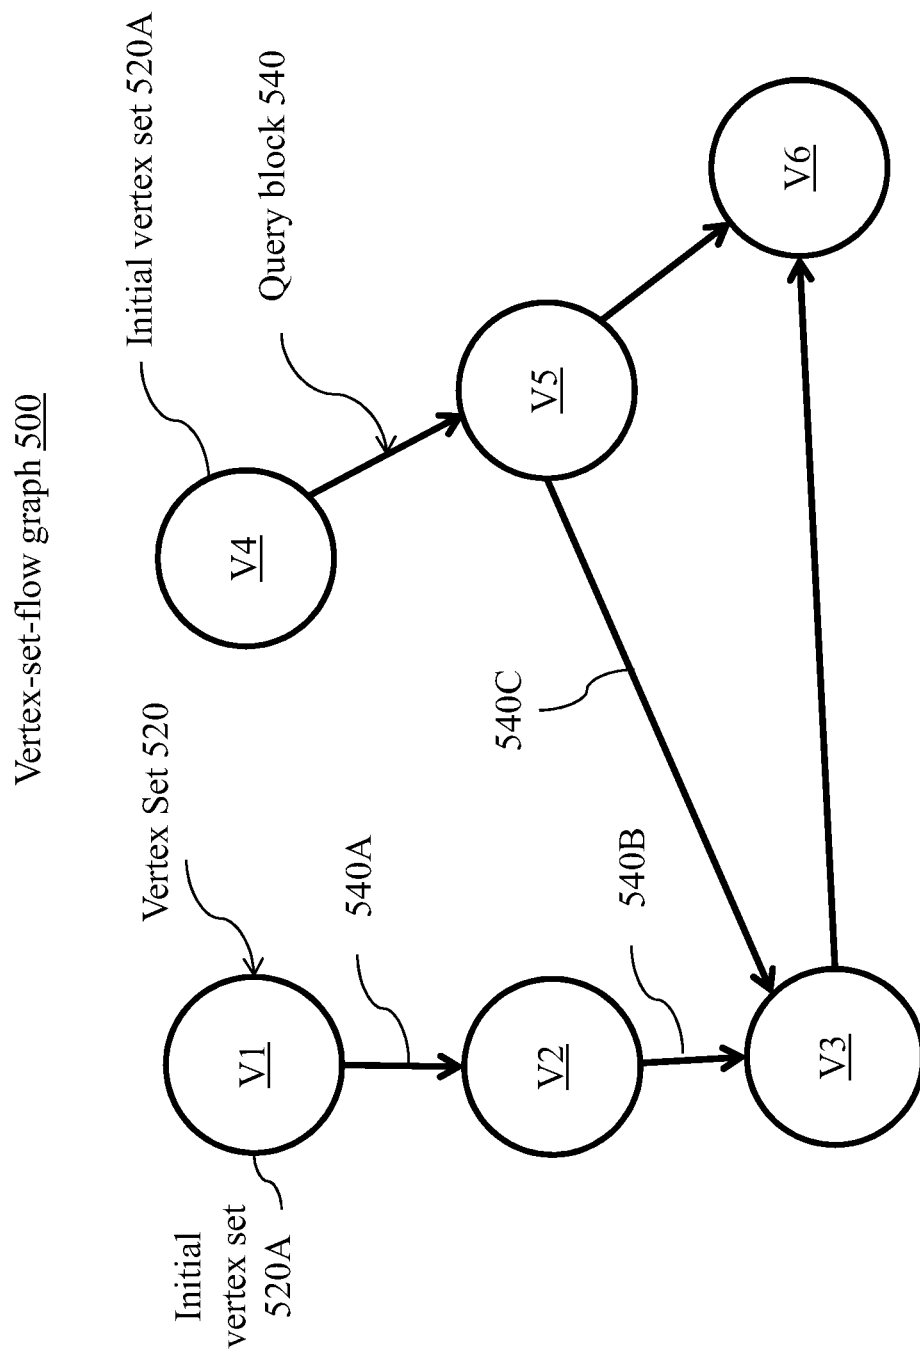 Vertex-set-flow graph 500
Initial
vertex set
520A
Vertex Set 520
Initial vertex set 520A
V1
V4
540A
Query block 540
V2
V5
540C
540B
V3
V6